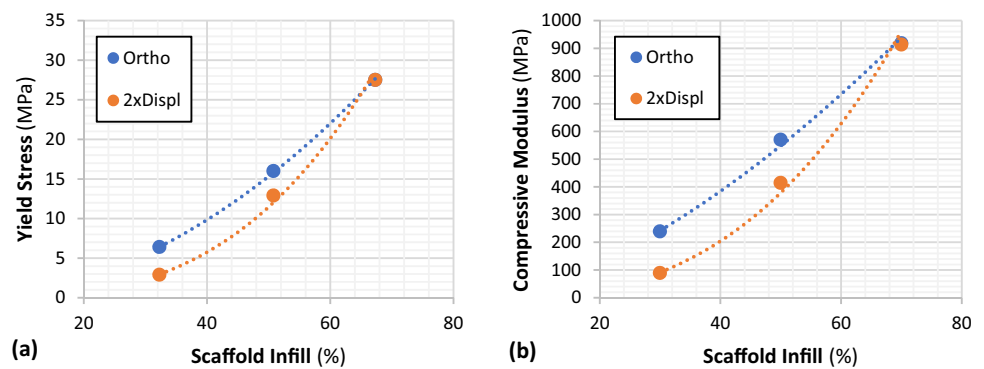 35
30
25
20
15
10
5
0
Yield Stress (MPa)
Ortho
2xDispl
20 40 60 80
Scaffold Infill (%)
(a)
1000
900
800
700
600
500
400
300
200
100
0
Compressive Modulus (MPa)
Ortho
2xDispl
20 40 60 80
Scaffold Infill (%)
(b)